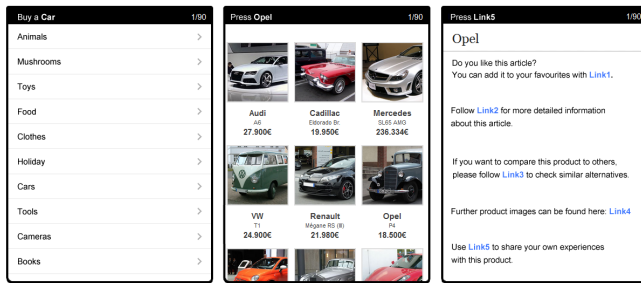 Buy a Car 1/90
Animals
Mushrooms
Toys
Food
Clothes
Holiday
Cars
Tools
Cameras
Books
Press Opel 1/90
Audi Cadillac Mercedes
A6 Eldorado Br. SL65 AMG
27.900€ 19.950€ 236.334€
VW Renault Opel
T1 Mégane RS (III) P4
24.900€ 21.980€ 18.500€
Press Link5 1/90
Opel
Do you like this article?
You can add it to your favourites with Link1.
Follow Link2 for more detailed information
about this article.
If you want to compare this product to others,
please follow Link3 to check similar alternatives.
Further product images can be found here: Link4
Use Link5 to share your own experiences
with this product.